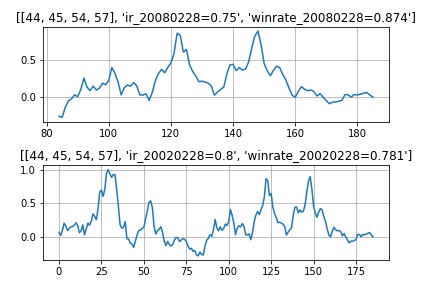 [[44, 45, 54, 57], 'ir_20080228=0.75', 'winrate_20080228=0.874']
0.5
0.0
80 100 120 140 160 180
[[44, 45, 54, 57], 'ir_20020228=0.8', 'winrate_20020228=0.781']
1.0
0.5
0.0
0 25 50 75 100 125 150 175